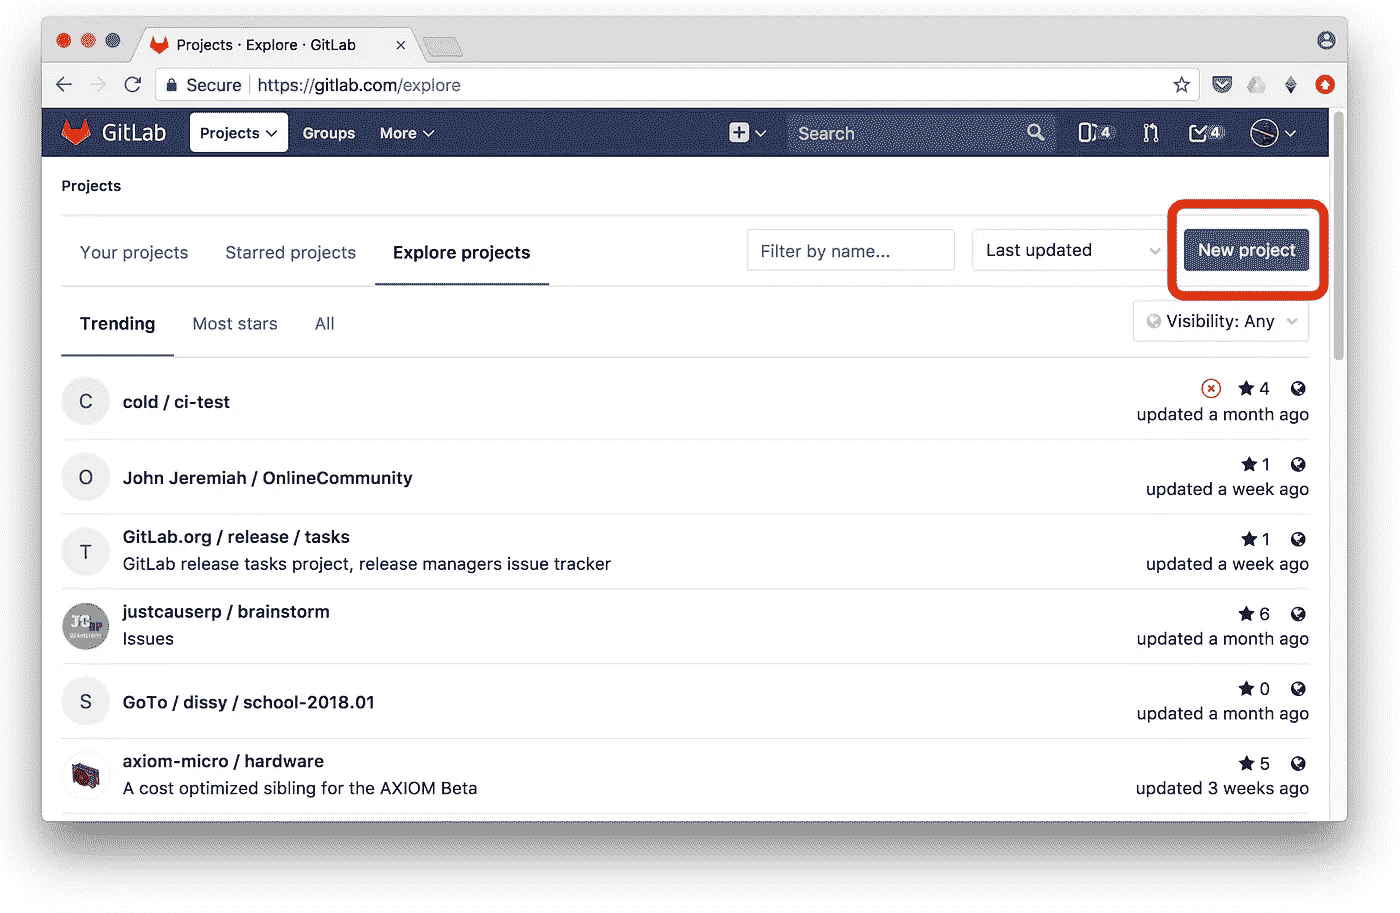 Projects · Explore · GitLab
Secure https://gitlab.com/explore
GitLab Projects Groups More Search 4 4
Projects
Your projects Starred projects Explore projects Filter by name... Last updated New project
Trending Most stars All Visibility: Any
C cold / ci-test 4
updated a month ago
O John Jeremiah / OnlineCommunity 1
updated a week ago
GitLab.org / release / tasks 1
T GitLab release tasks project, release managers issue tracker updated a week ago
justcauserp / brainstorm 6
Issues updated a month ago
S GoTo / dissy / school-2018.01 0
updated a month ago
axiom-micro / hardware 5
A cost optimized sibling for the AXIOM Beta updated 3 weeks ago